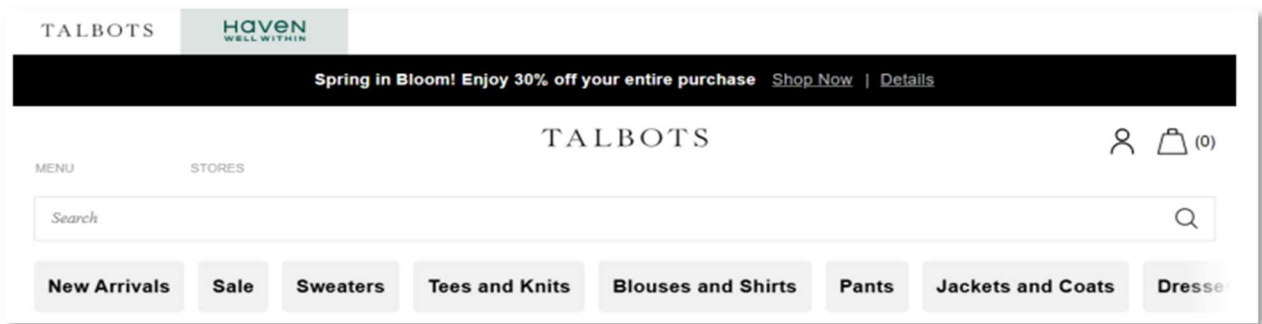 TALBOTS Haven
WELL WITHIN
Spring in Bloom! Enjoy 30% off your entire purchase Shop Now | Details
TALBOTS
(0)
MENU STORES
Search
New Arrivals Sale Sweaters Tees and Knits Blouses and Shirts Pants Jackets and Coats Dresse